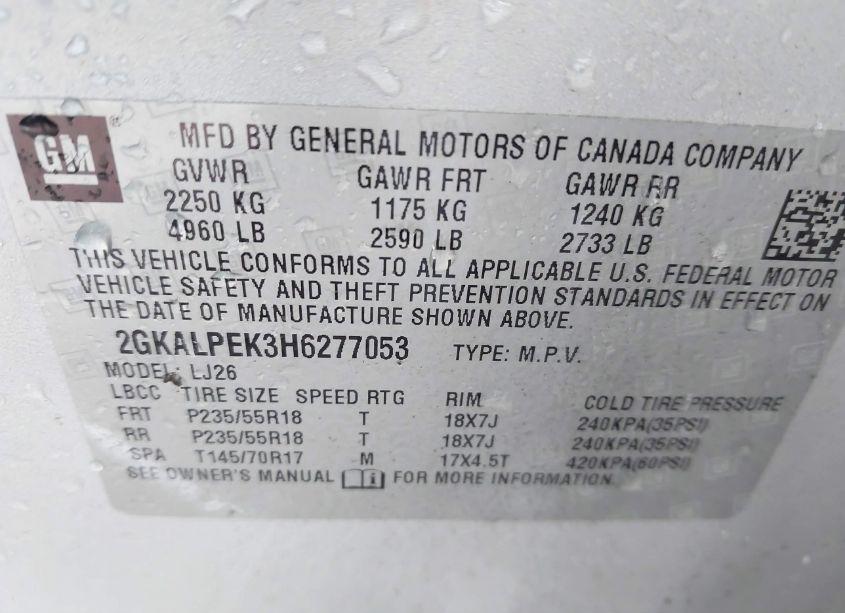 GM ®
MFD BY GENERAL MOTORS OF CANADA COMPANY
GVWR GAWR FRT GAWR RR
2250 KG 1175 KG 1240 KG
4960 LB 2590 LB 2733 LB
THIS VEHICLE CONFORMS TO ALL APPLICABLE U.S. FEDERAL MOTOR
VEHICLE SAFETY AND THEFT PREVENTION STANDARDS IN EFFECT ON
THE DATE OF MANUFACTURE SHOWN ABOVE.
2GKALPEK3H6277053 TYPE: M.P.V.
MODEL: LJ26
LBCC TIRE SIZE SPEED RTG RIM COLD TIRE PRESSURE
FRT P235/55R18 T 18X7J 240KPA(35PSI)
RR P235/55R18 T 18X7J 240KPA(35PSI)
SPA T145/70R17 M 17X4.5T 420KPA(60PSI)
SEE OWNER'S MANUAL FOR MORE INFORMATION.